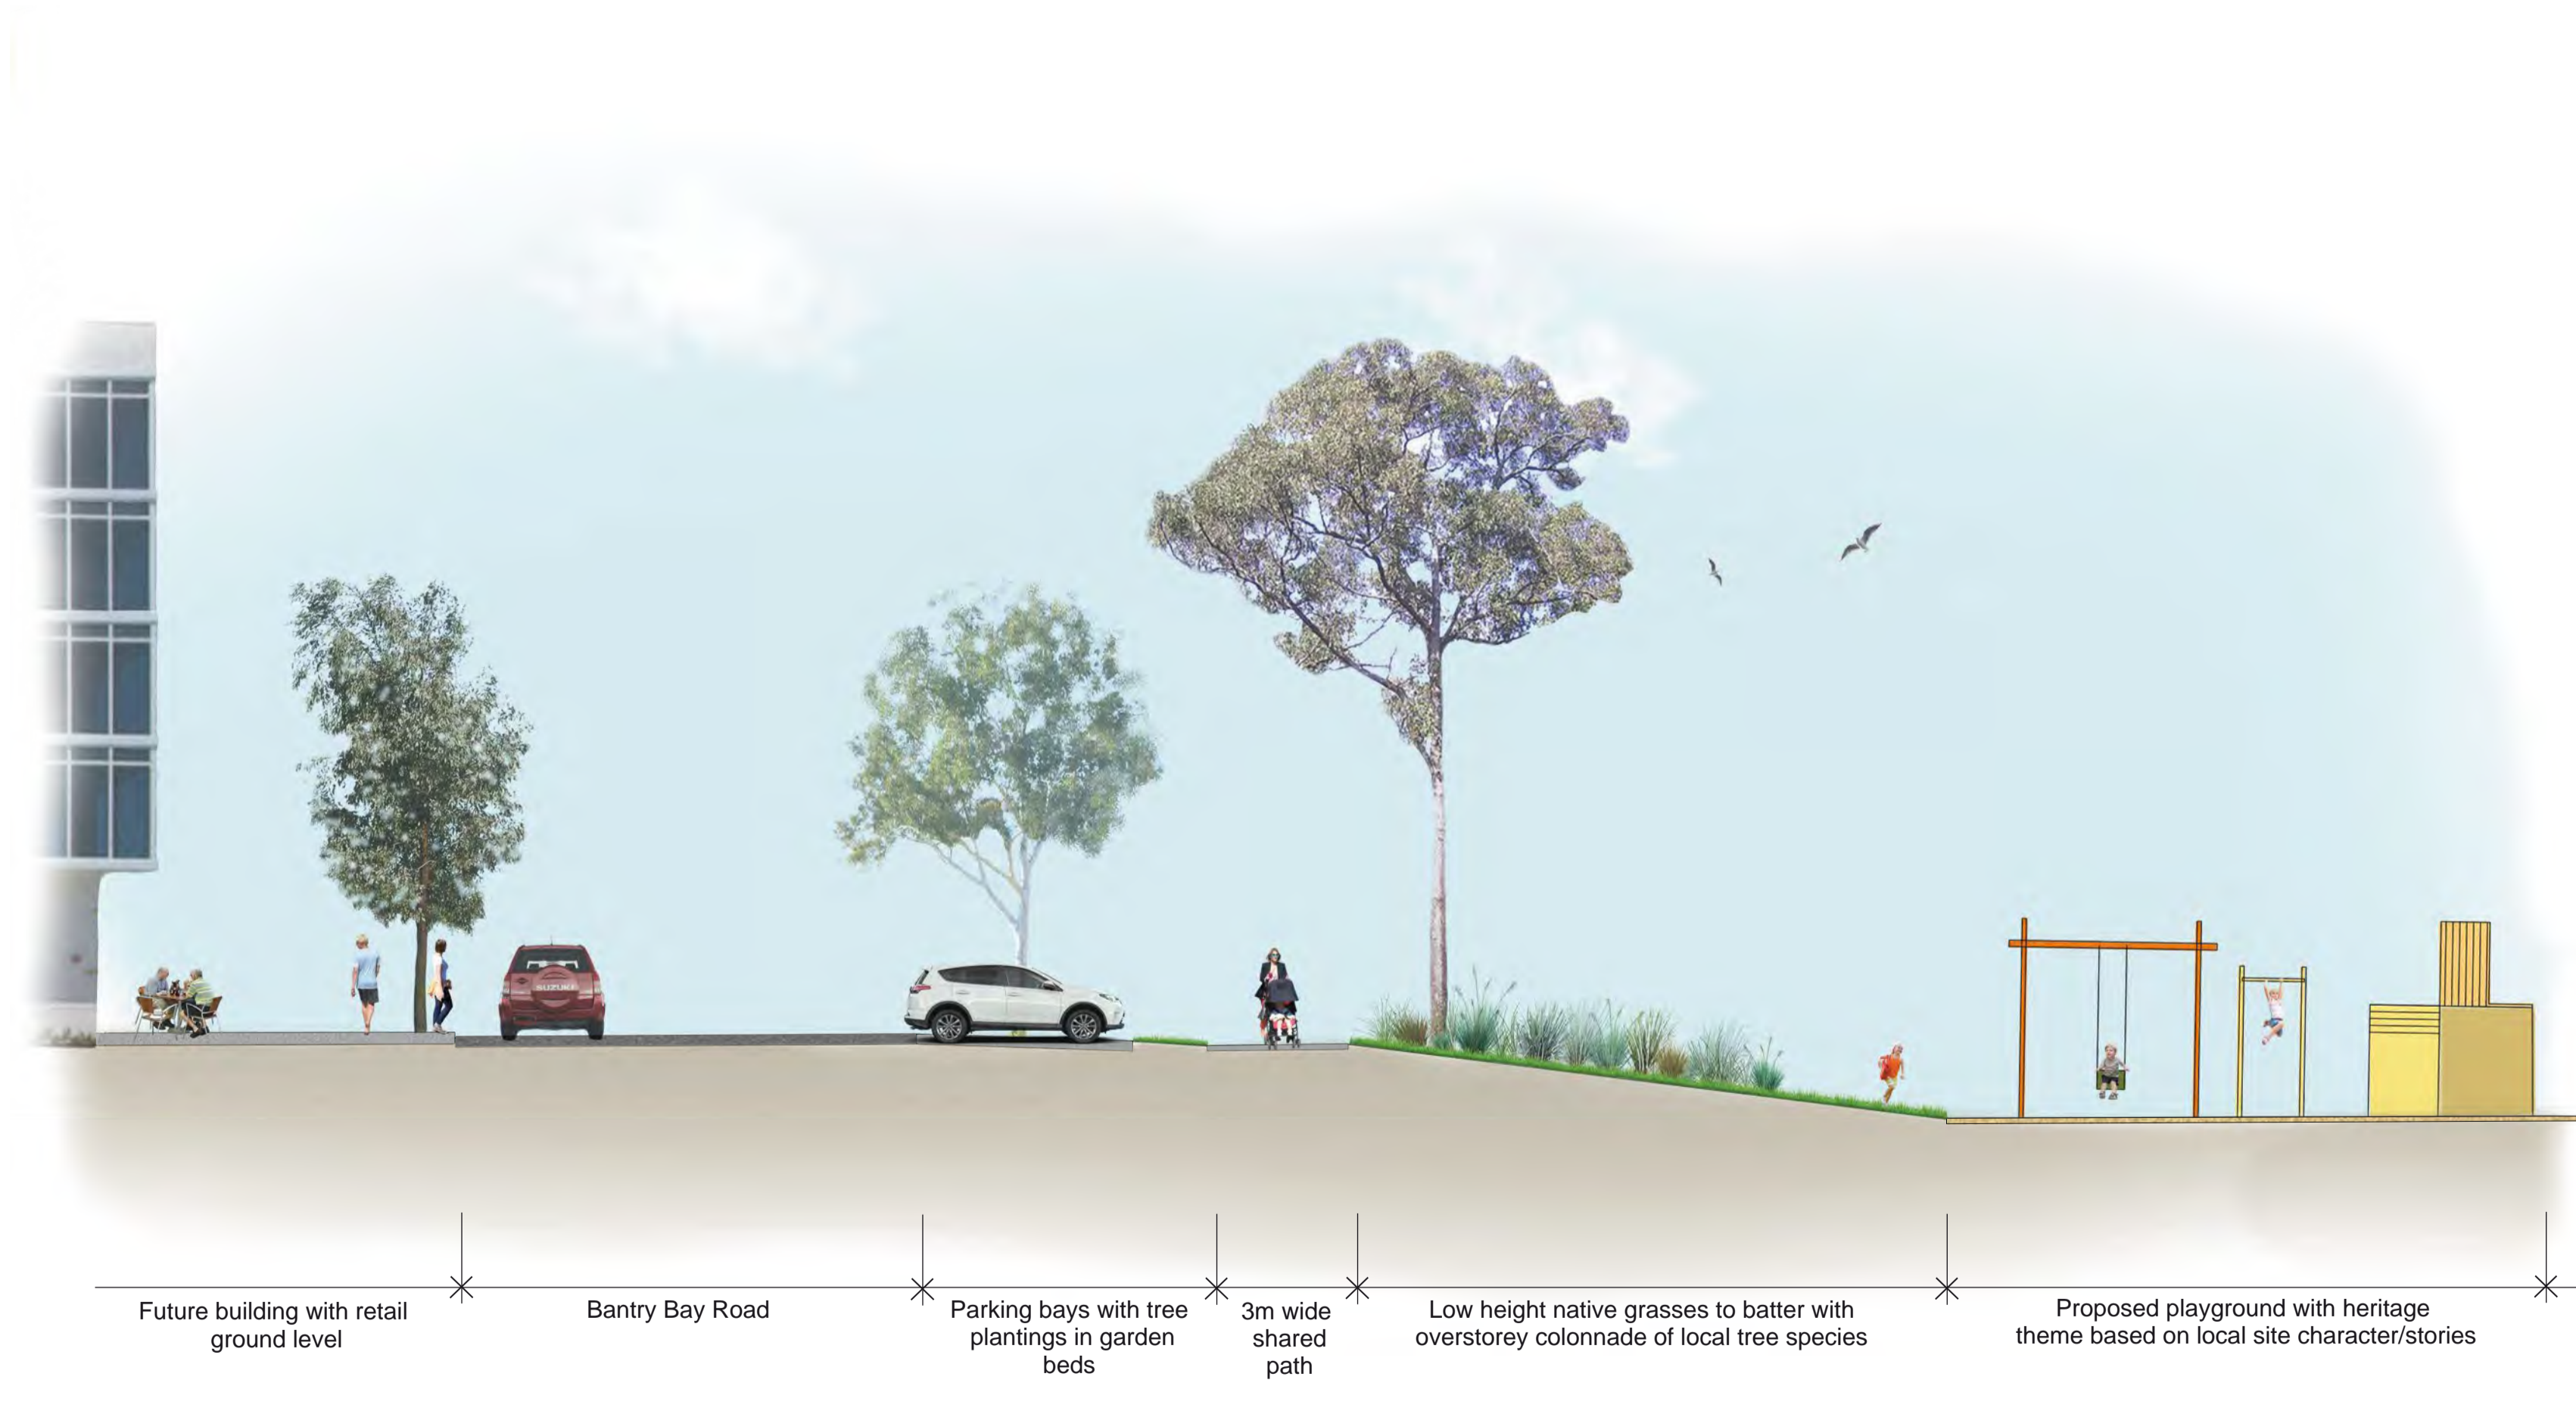 SUZUKI
Future building with retail
ground level
Bantry Bay Road
Parking bays with tree
plantings in garden
beds
3m wide
shared
path
Low height native grasses to batter with
overstorey colonnade of local tree species
Proposed playground with heritage
theme based on local site character/stories